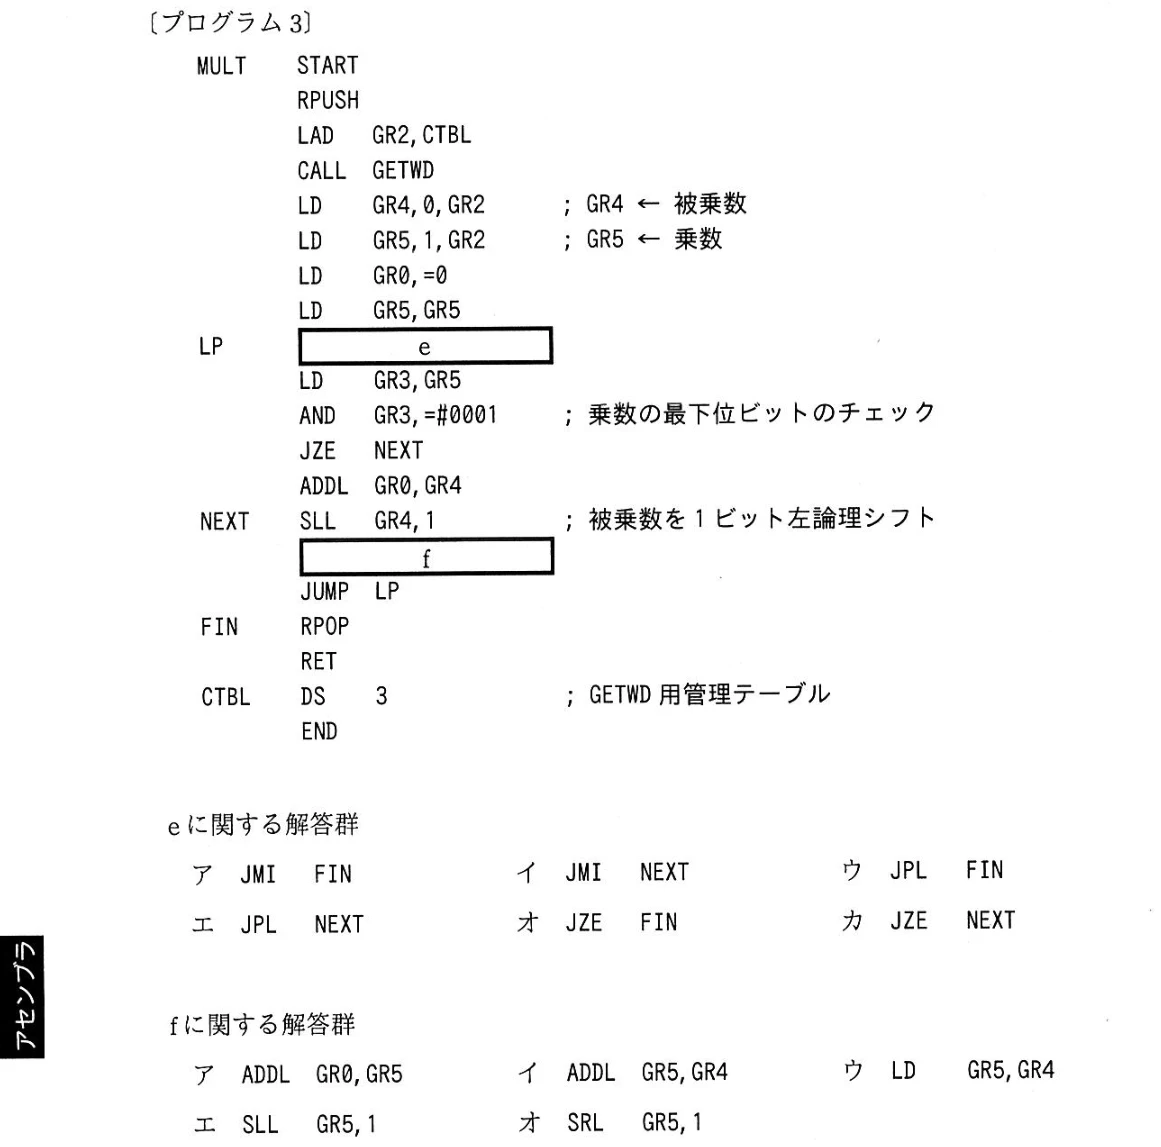 〔プログラム 3〕
MULT START
RPUSH
LAD GR2,CTBL
CALL GETWD
LD GR4,0,GR2 ; GR4 ← 被乗数
LD GR5,1,GR2 ; GR5 ← 乗数
LD GR0,=0
LD GR5,GR5
LP e
LD GR3,GR5
AND GR3,=#0001 ; 乗数の最下位ビットのチェック
JZE NEXT
ADDL GR0,GR4
NEXT SLL GR4,1 ; 被乗数を 1 ビット左論理シフト
f
JUMP LP
FIN RPOP
RET
CTBL DS 3 ; GETWD 用管理テーブル
END
e に関する解答群
ア JMI FIN イ JMI NEXT ウ JPL FIN
エ JPL NEXT オ JZE FIN カ JZE NEXT
アセンブラ
f に関する解答群
ア ADDL GR0,GR5 イ ADDL GR5,GR4 ウ LD GR5,GR4
エ SLL GR5,1 オ SRL GR5,1